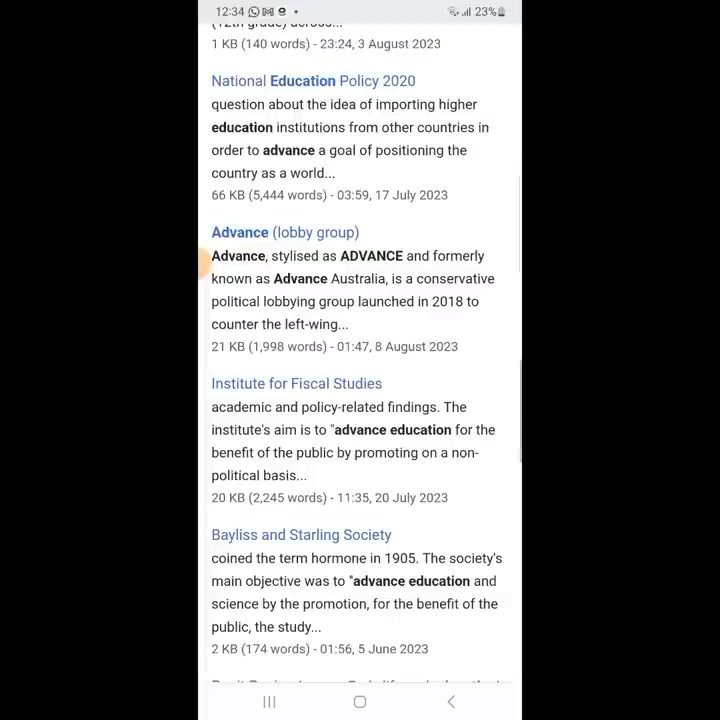 12:34
23%
(12th grade) across...
1 KB (140 words) - 23:24, 3 August 2023
National Education Policy 2020
question about the idea of importing higher
education institutions from other countries in
order to advance a goal of positioning the
country as a world...
66 KB (5,444 words) - 03:59, 17 July 2023
Advance (lobby group)
Advance, stylised as ADVANCE and formerly
known as Advance Australia, is a conservative
political lobbying group launched in 2018 to
counter the left-wing...
21 KB (1,998 words) - 01:47, 8 August 2023
Institute for Fiscal Studies
academic and policy-related findings. The
institute's aim is to "advance education for the
benefit of the public by promoting on a non-
political basis...
20 KB (2,245 words) - 11:35, 20 July 2023
Bayliss and Starling Society
coined the term hormone in 1905. The society's
main objective was to "advance education and
science by the promotion, for the benefit of the
public, the study...
2 KB (174 words) - 01:56, 5 June 2023